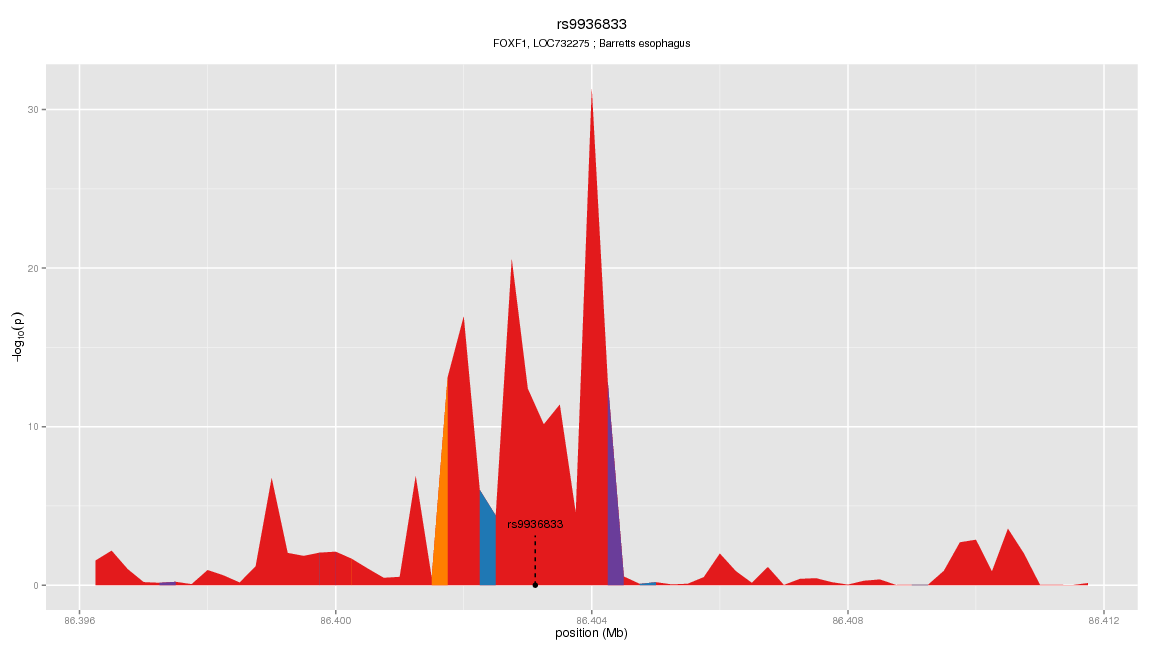 rs9936833
FOXF1, LOC732275 ; Barretts esophagus
30
20
10
0
−log10(p)
rs9936833
86.396
86.400
86.404
86.408
86.412
position (Mb)